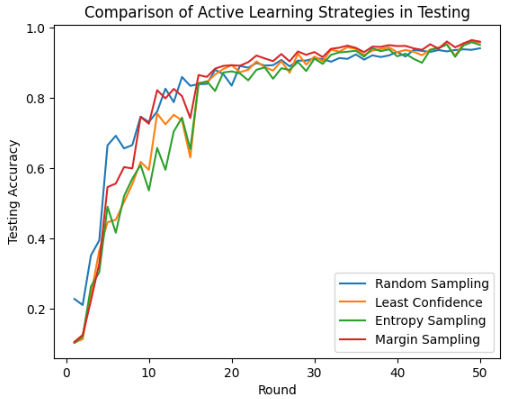 Comparison of Active Learning Strategies in Testing
1.0
0.8
0.6
0.4
0.2
Testing Accuracy
0
10
20
30
40
50
Round
Random Sampling
Least Confidence
Entropy Sampling
Margin Sampling